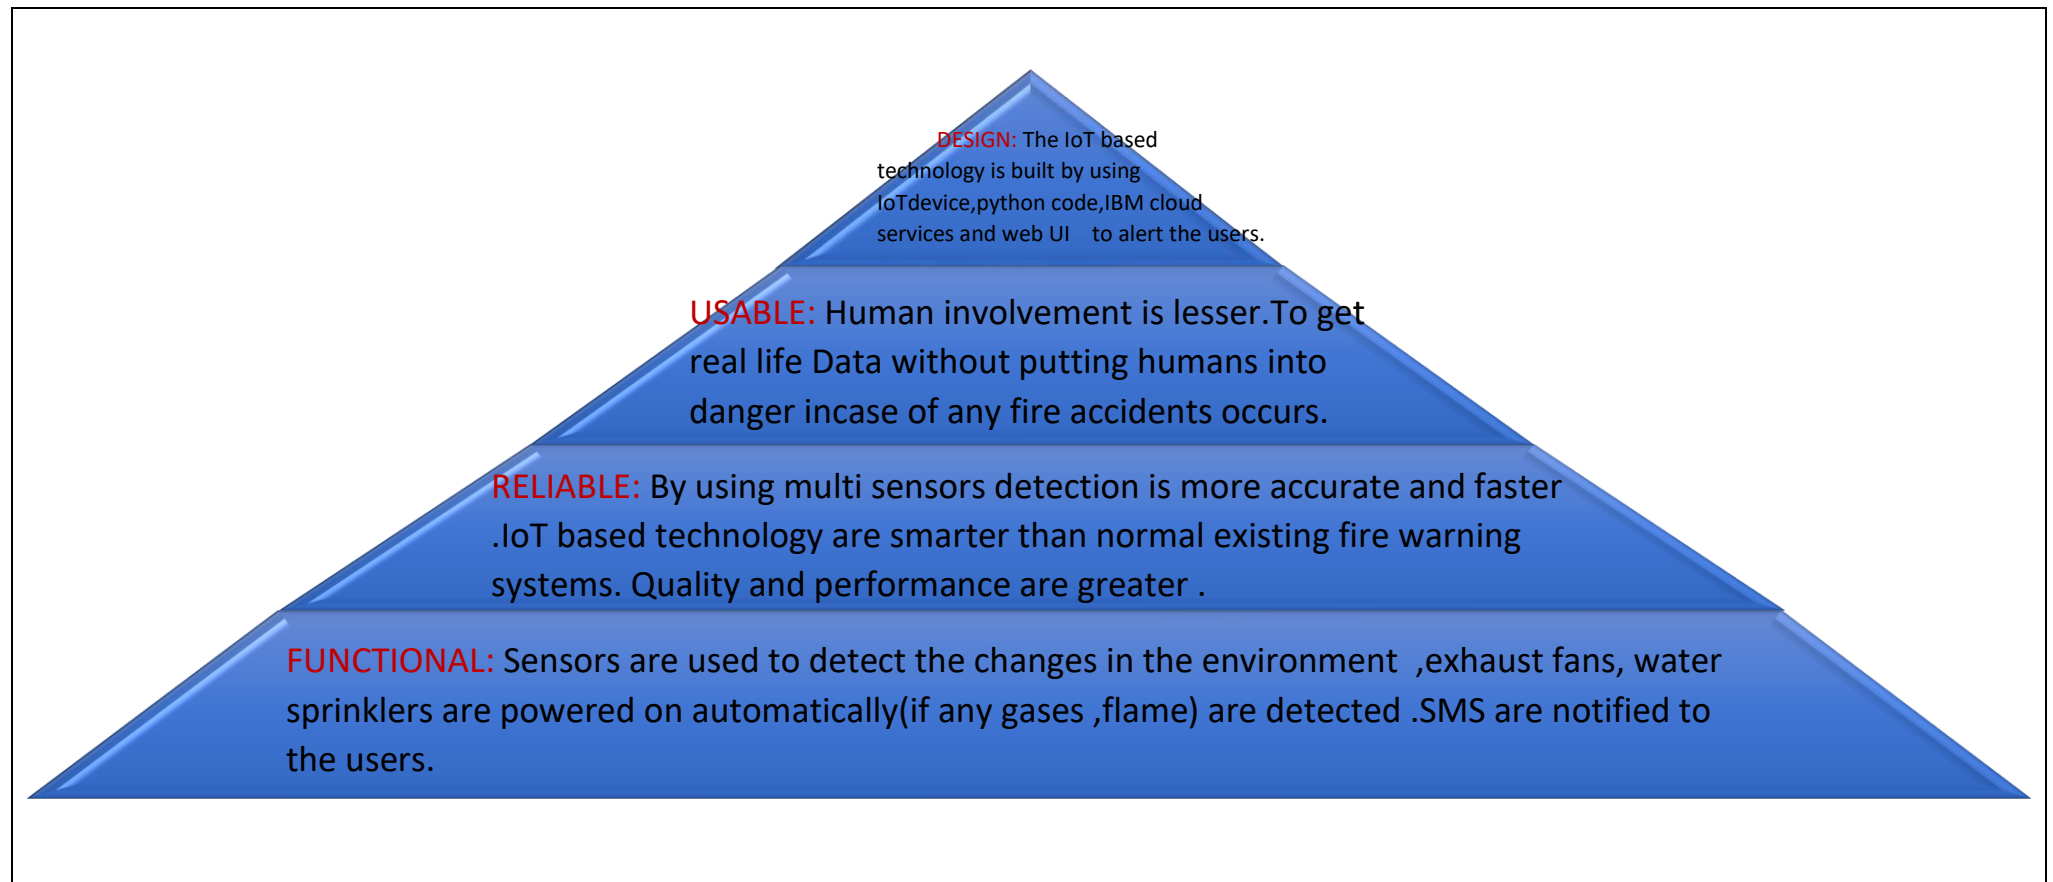 DESIGN: The IoT based
technology is built by using
IoTdevice,python code,IBM cloud
services and web UI   to alert the users.
USABLE: Human involvement is lesser.To get
real life Data without putting humans into
danger incase of any fire accidents occurs.
RELIABLE: By using multi sensors detection is more accurate and faster
.IoT based technology are smarter than normal existing fire warning
systems. Quality and performance are greater .
FUNCTIONAL: Sensors are used to detect the changes in the environment  ,exhaust fans, water
sprinklers are powered on automatically(if any gases ,flame) are detected .SMS are notified to
the users.